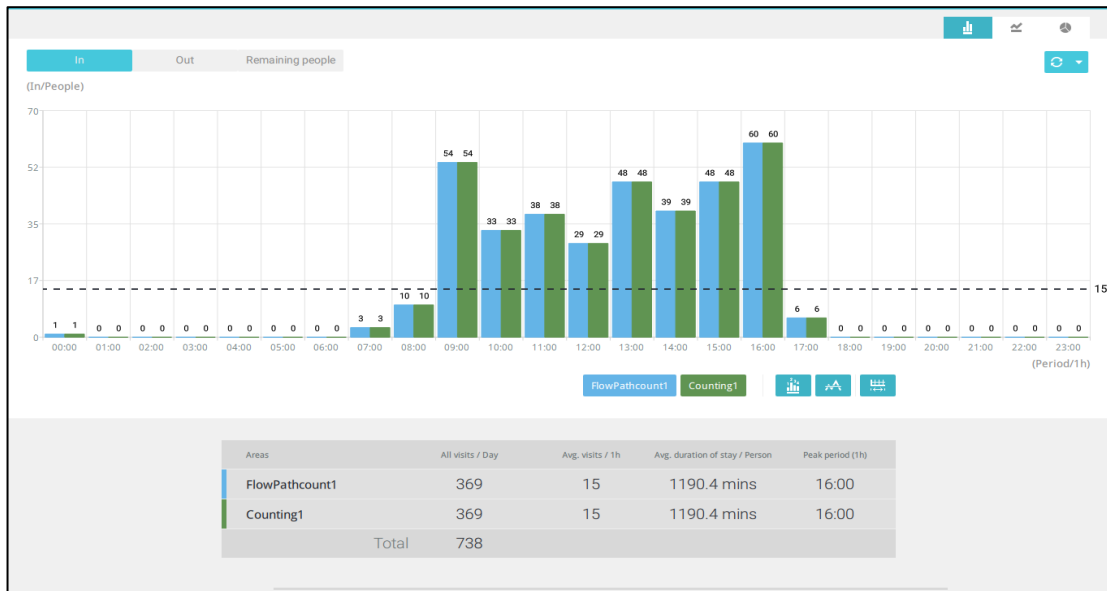 In Out Remaining people
(In/People)
70
52
35
17
0
1 1 0 0 0 0 0 0 0 0 0 0 0 0 3 3 10 10 54 54 33 33 38 38 29 29 48 48 39 39 48 48 60 60 6 6 0 0 0 0 0 0 0 0 0 0 0 0
15
00:00 01:00 02:00 03:00 04:00 05:00 06:00 07:00 08:00 09:00 10:00 11:00 12:00 13:00 14:00 15:00 16:00 17:00 18:00 19:00 20:00 21:00 22:00 23:00
(Period/1h)
FlowPathcount1 Counting1
Areas All visits / Day Avg. visits / 1h Avg. duration of stay / Person Peak period (1h)
FlowPathcount1 369 15 1190.4 mins 16:00
Counting1 369 15 1190.4 mins 16:00
Total 738